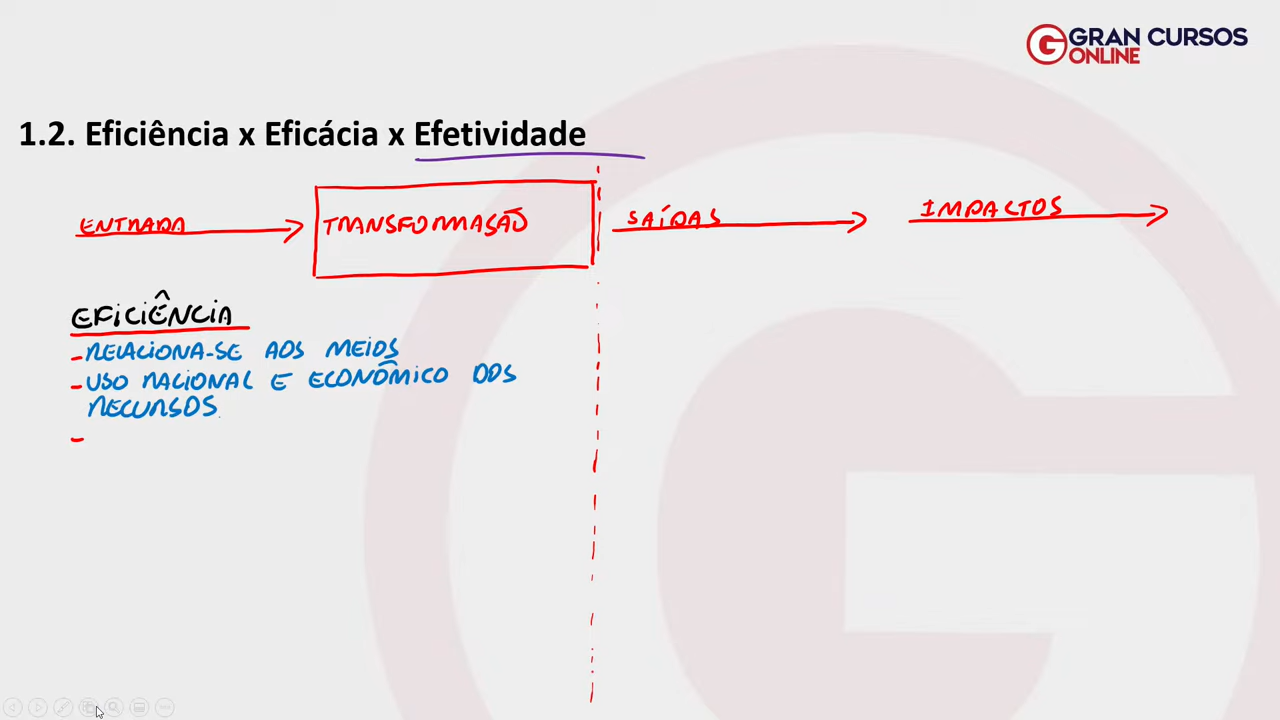 GRAN CURSOS
ONLINE
1.2. Eficiência x Eficácia x Efetividade
ENTRADA
TRANSFORMAÇÃO
SAÍDAS
IMPACTOS
EFICIÊNCIA
- RELACIONA-SE AOS MEIOS
- USO RACIONAL E ECONÔMICO DOS
RECURSOS.
-